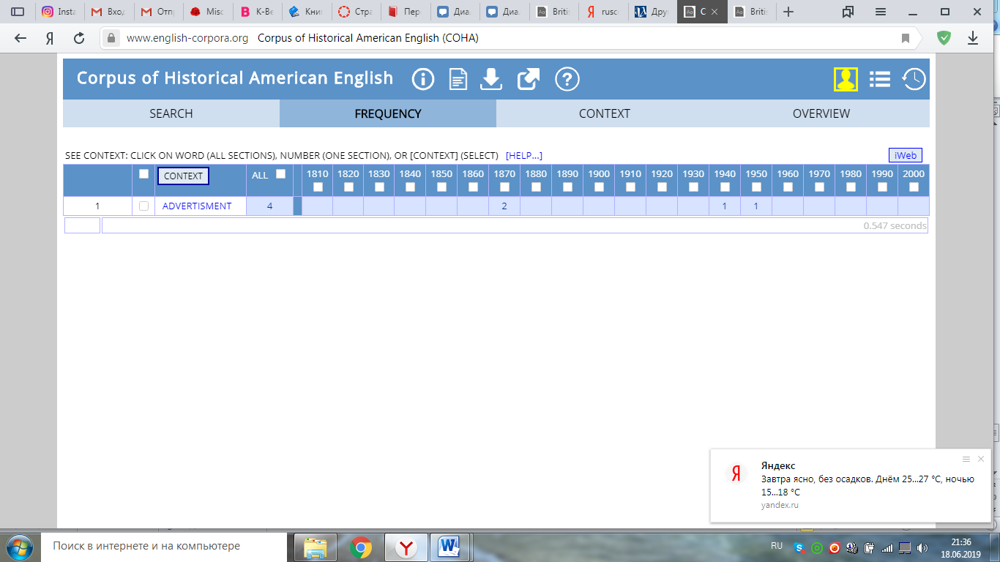 Insta
Вход
Отпр
Misc
K-Be
Книг
Стра
Пер
Диа.
Диа.
Britis
rusc
Друг
C
Britis
www.english-corpora.org Corpus of Historical American English (COHA)
Corpus of Historical American English
SEARCH FREQUENCY CONTEXT OVERVIEW
SEE CONTEXT: CLICK ON WORD (ALL SECTIONS), NUMBER (ONE SECTION), OR [CONTEXT] (SELECT) [HELP...] iWeb
CONTEXT ALL 1810 1820 1830 1840 1850 1860 1870 1880 1890 1900 1910 1920 1930 1940 1950 1960 1970 1980 1990 2000
1 ADVERTISMENT 4 2 1 1
0.547 seconds
Яндекс
Завтра ясно, без осадков. Днём 25...27 °C, ночью
15...18 °C
yandex.ru
Поиск в интернете и на компьютере
RU
21:36
18.06.2019